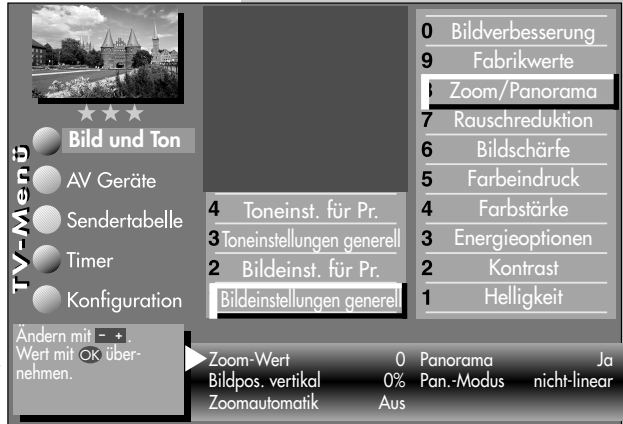 TV-Menü
Bild und Ton
AV Geräte
Sendertabelle
Timer
Konfiguration
4 Toneinst. für Pr.
3 Toneinstellungen generell
2 Bildeinst. für Pr.
Bildeinstellungen generell
0 Bildverbesserung
9 Fabrikwerte
8 Zoom/Panorama
7 Rauschreduktion
6 Bildschärfe
5 Farbeindruck
4 Farbstärke
3 Energieoptionen
2 Kontrast
1 Helligkeit
Ändern mit - + .
Wert mit OK über-
nehmen.
Zoom-Wert 0 Panorama Ja
Bildpos. vertikal 0% Pan.-Modus nicht-linear
Zoomautomatik Aus